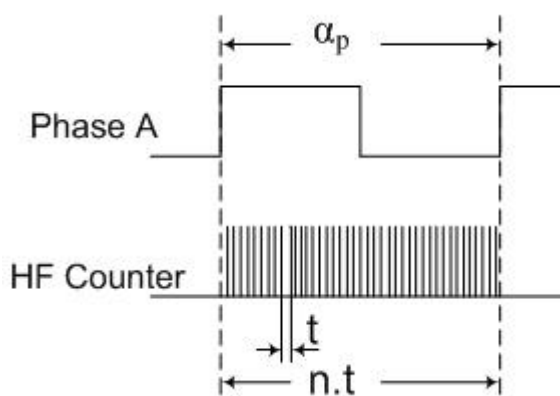 αp
Phase A
HF Counter
t
n.t